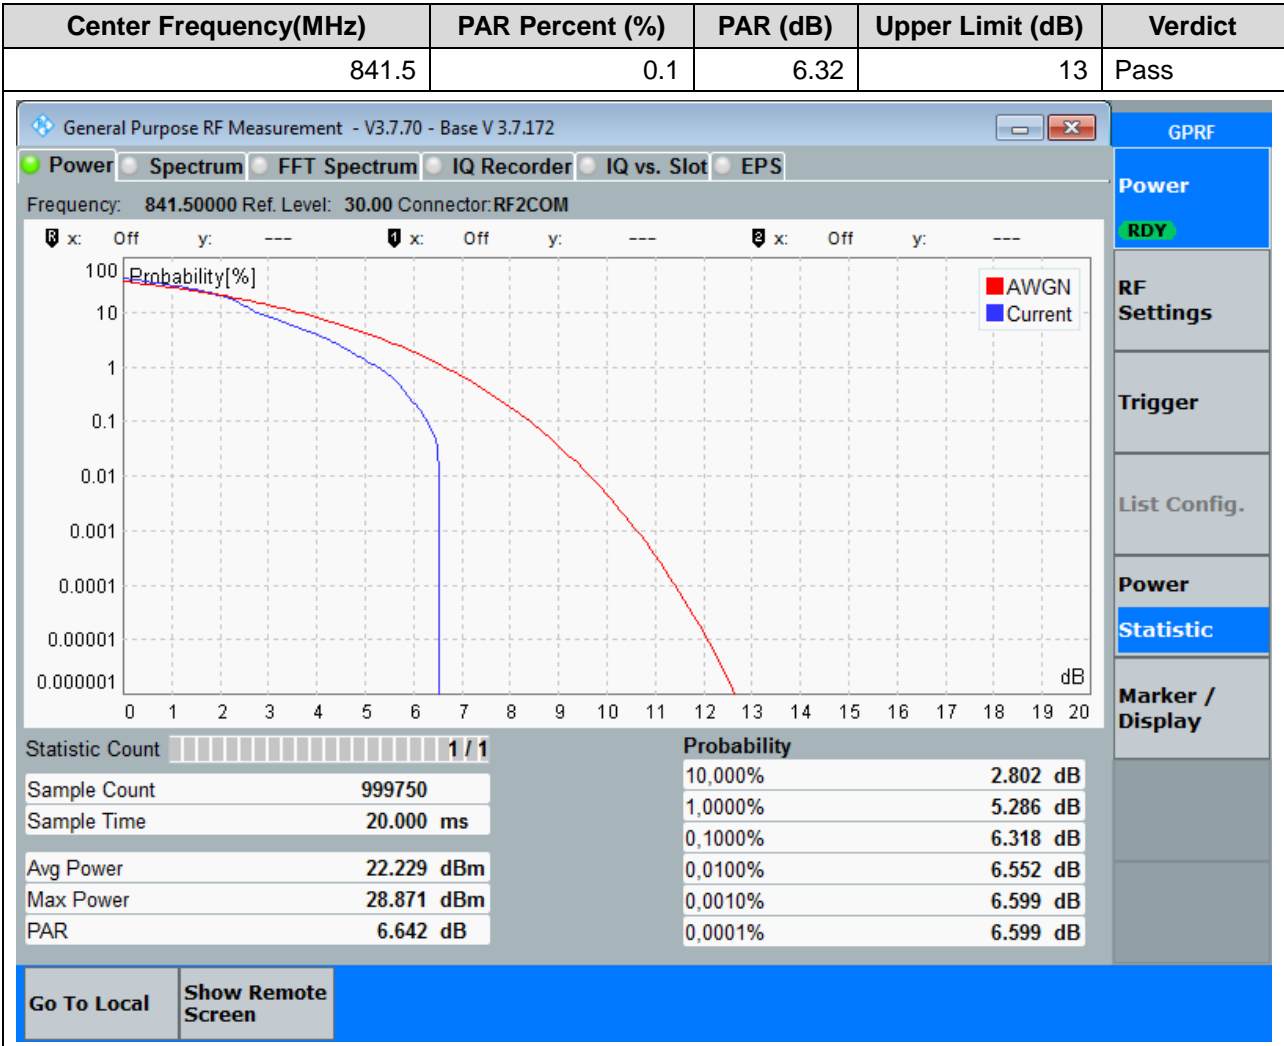 Center Frequency(MHz) PAR Percent (%) PAR (dB) Upper Limit (dB) Verdict
841.5 0.1 6.32 13 Pass
General Purpose RF Measurement - V3.7.70 - Base V 3.7.172
GPRF
Power Spectrum FFT Spectrum IQ Recorder IQ vs. Slot EPS
Power
RDY
Frequency: 841.50000 Ref. Level: 30.00 Connector: RF2COM
R x: Off y: --- 1 x: Off y: --- 2 x: Off y: ---
Probability[%]
AWGN
Current
100
10
1
0.1
0.01
0.001
0.0001
0.00001
0.000001
dB
0 1 2 3 4 5 6 7 8 9 10 11 12 13 14 15 16 17 18 19 20
RF
Settings
Trigger
List Config.
Power
Statistic
Marker /
Display
Statistic Count 1 / 1
Sample Count 999750
Sample Time 20.000 ms
Avg Power 22.229 dBm
Max Power 28.871 dBm
PAR 6.642 dB
Probability
10,000% 2.802 dB
1,0000% 5.286 dB
0,1000% 6.318 dB
0,0100% 6.552 dB
0,0010% 6.599 dB
0,0001% 6.599 dB
Go To Local
Show Remote
Screen